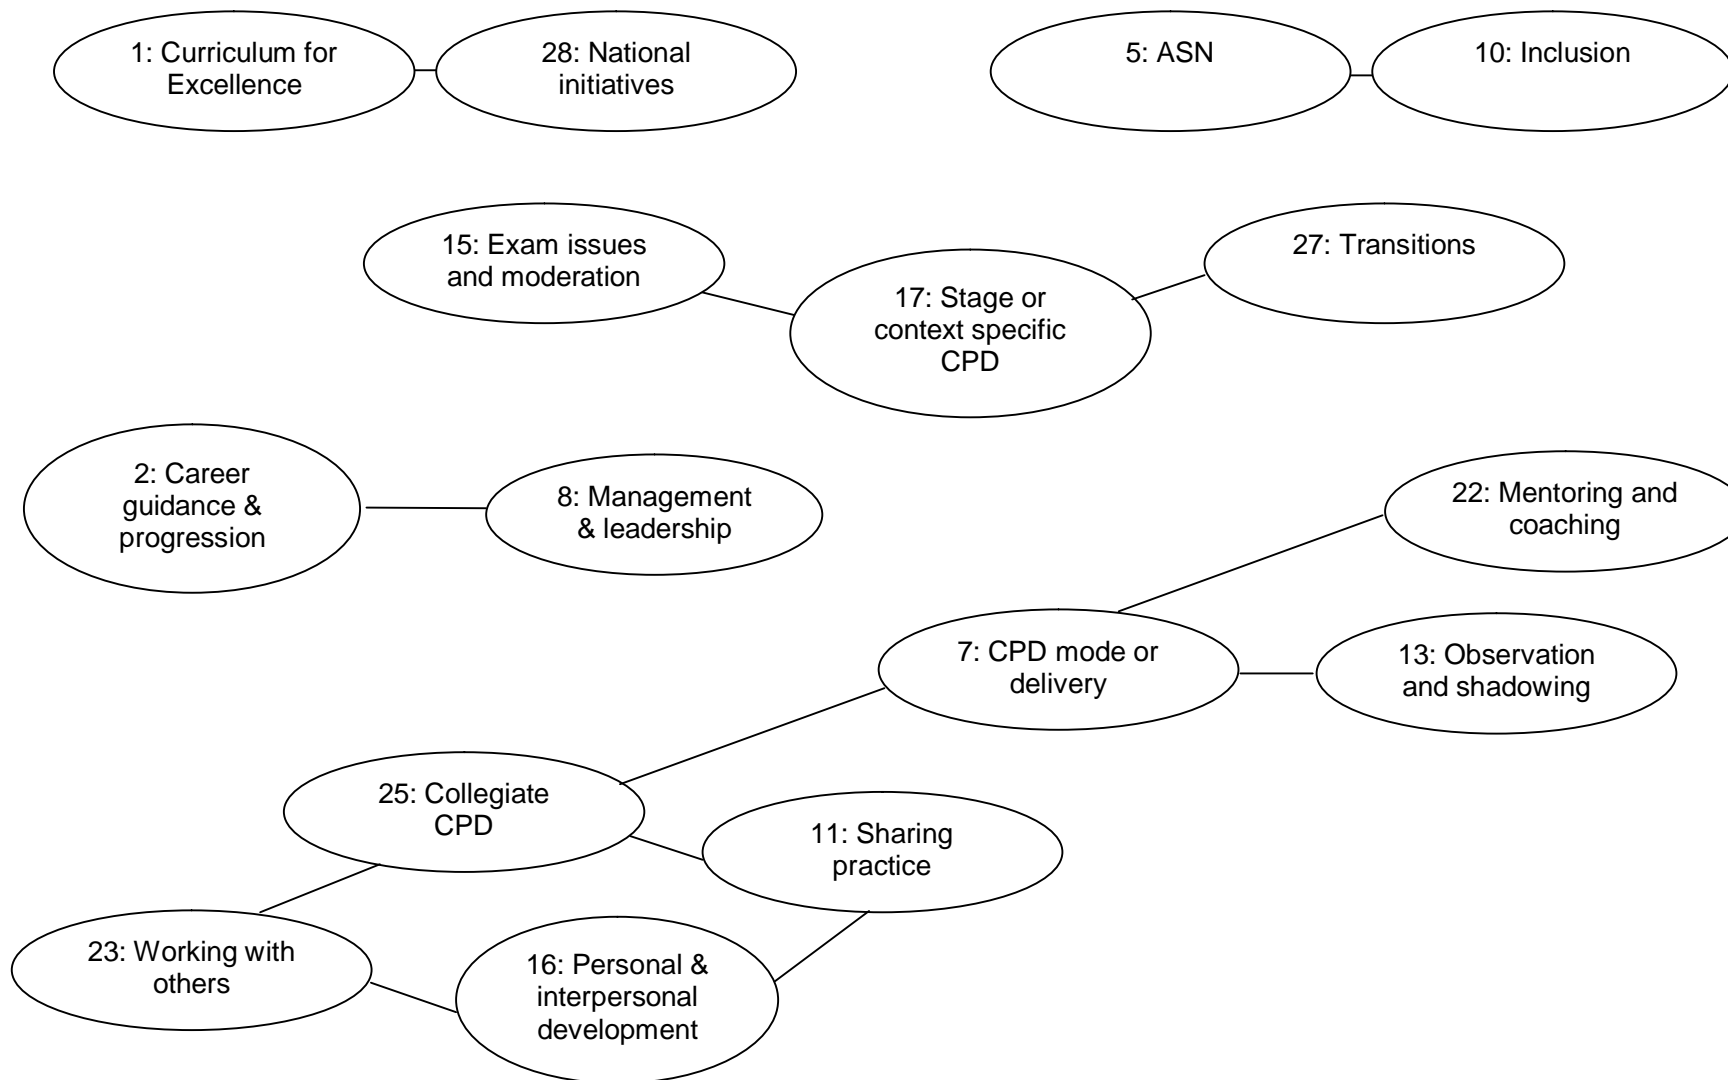 1: Curriculum for
Excellence
28: National
initiatives
5: ASN
10: Inclusion
15: Exam issues
and moderation
17: Stage or
context specific
CPD
27: Transitions
2: Career
guidance &
progression
8: Management
& leadership
22: Mentoring and
coaching
7: CPD mode or
delivery
13: Observation
and shadowing
25: Collegiate
CPD
11: Sharing
practice
23: Working with
others
16: Personal &
interpersonal
development